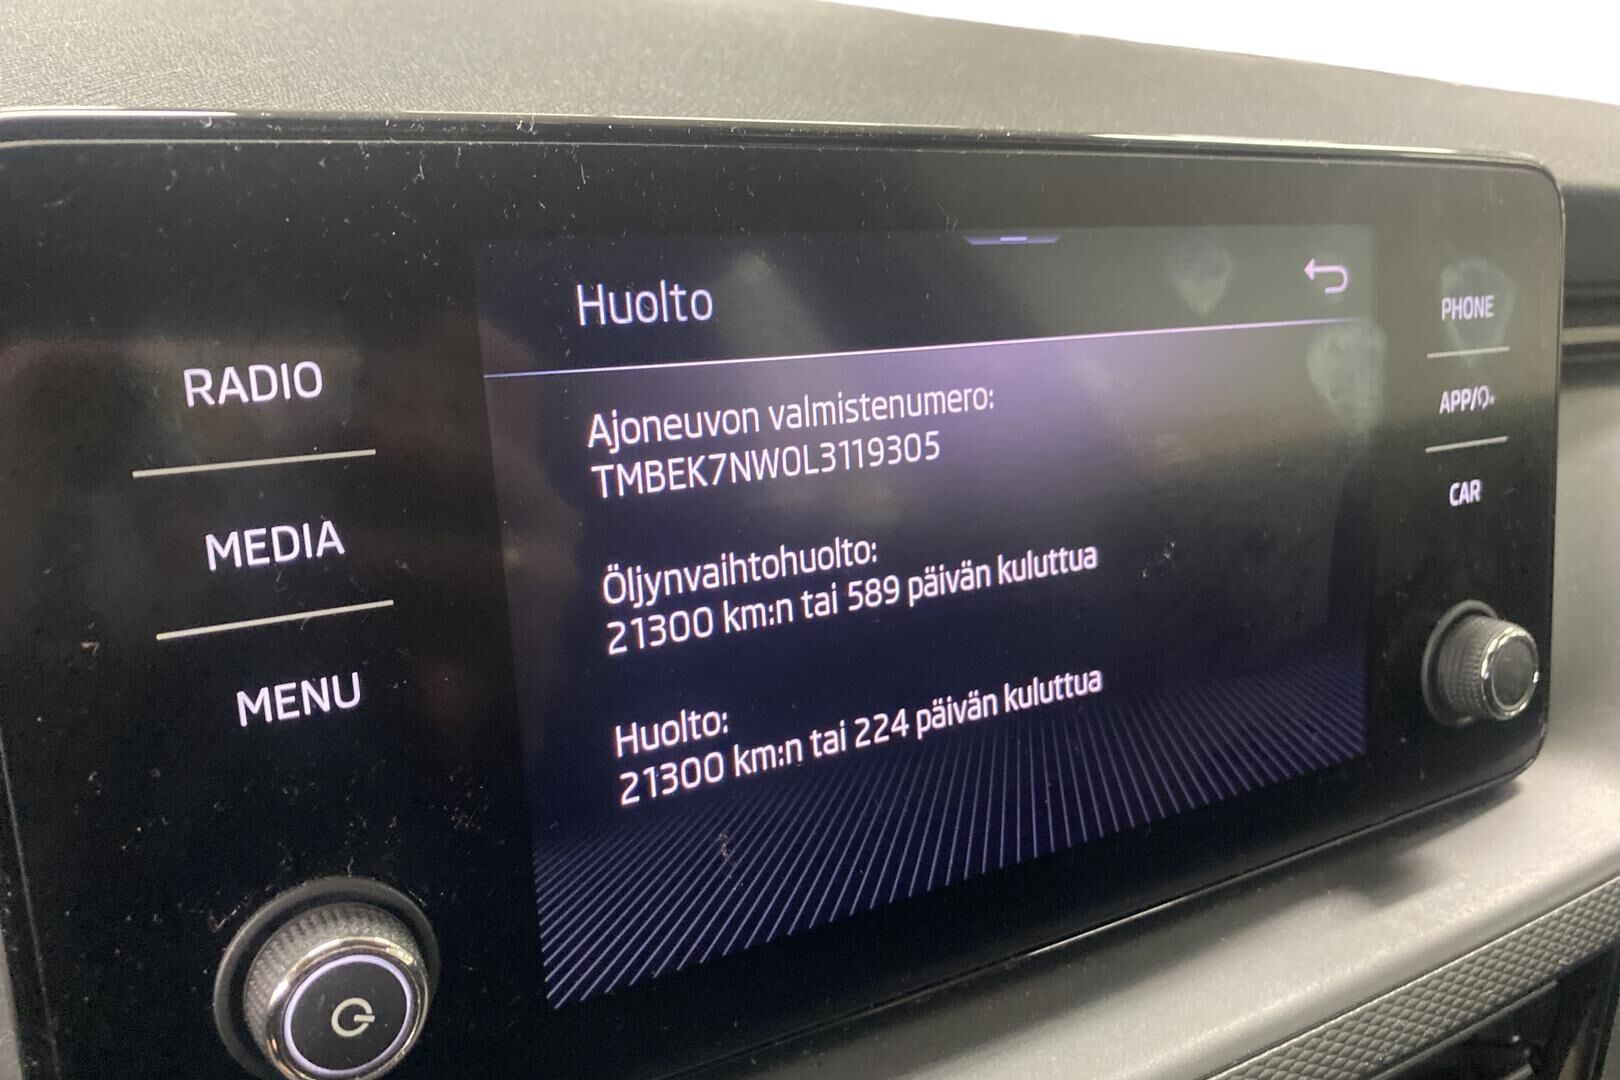 Huolto
RADIO
MEDIA
MENU
Ajoneuvon valmistenumero:
TMBEK7NW0L3119305
Öljynvaihtohuolto:
21300 km:n tai 589 päivän kuluttua
Huolto:
21300 km:n tai 224 päivän kuluttua
PHONE
APP/
CAR